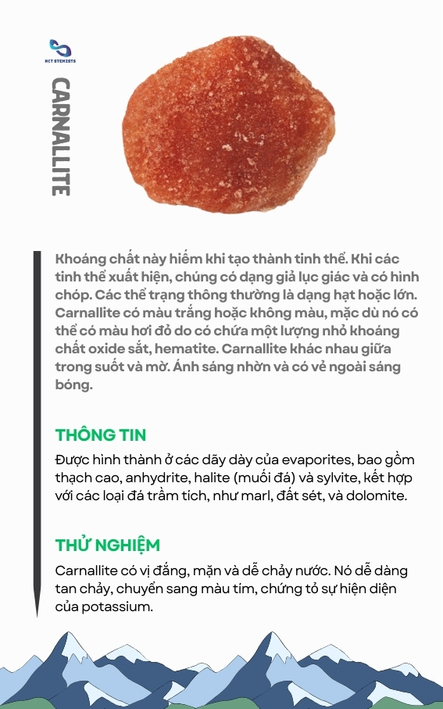 NCT STONESTS
CARNALLITE
Khoáng chất này hiếm khi tạo thành tinh thể. Khi các
tinh thể xuất hiện, chúng có dạng giả lục giác và có hình
chóp. Các thể trạng thông thường là dạng hạt hoặc lớn.
Carnallite có màu trắng hoặc không màu, mặc dù nó có
thể có màu hơi đỏ do có chứa một lượng nhỏ khoáng
chất oxide sắt, hematite. Carnallite khác nhau giữa
trong suốt và mờ. Ánh sáng nhờn và có vẻ ngoài sáng
bóng.
THÔNG TIN
Được hình thành ở các dãy dày của evaporites, bao gồm
thạch cao, anhydrite, halite (muối đá) và sylvite, kết hợp
với các loại đá trầm tich, như marl, đất sét, và dolomite.
THỬ NGHIỆM
Carnallite có vị đắng, mặn và dễ chảy nước. Nó dễ dàng
tan chảy, chuyển sang màu tím, chứng tỏ sự hiện diện
của potassium.